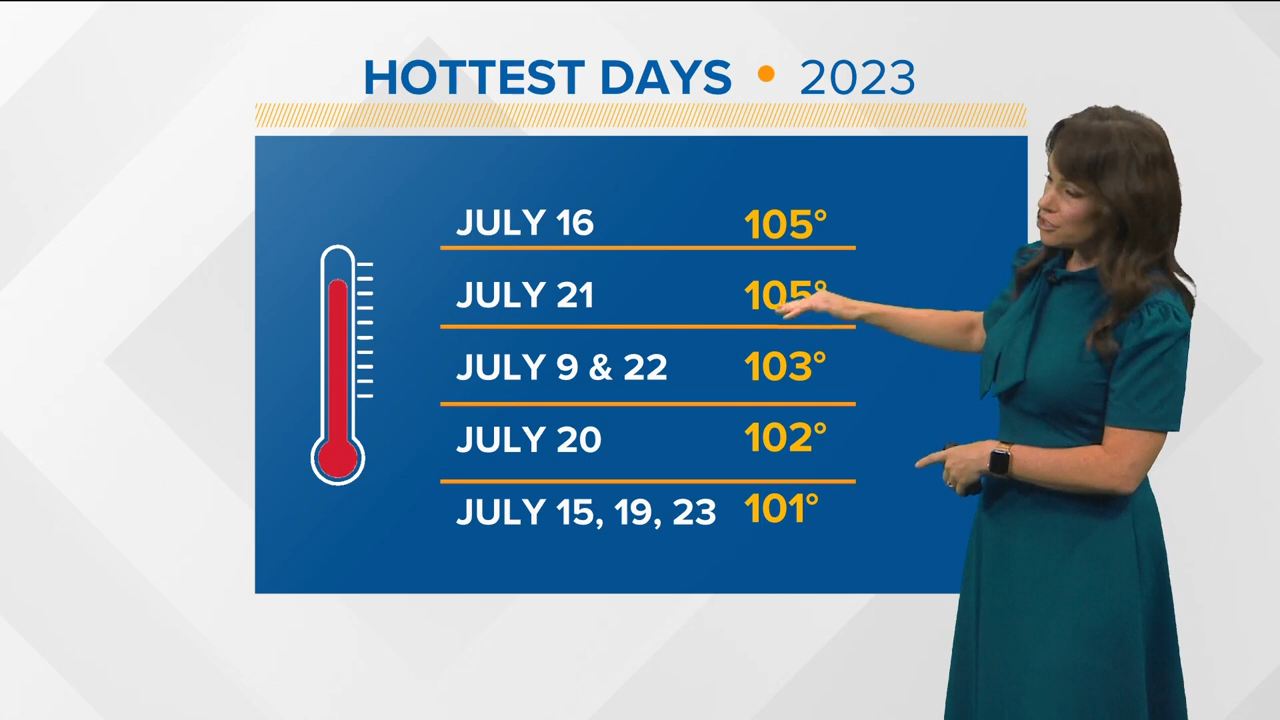 HOTTEST DAYS • 2023
JULY 16 105°
JULY 21 105°
JULY 9 & 22 103°
JULY 20 102°
JULY 15, 19, 23 101°